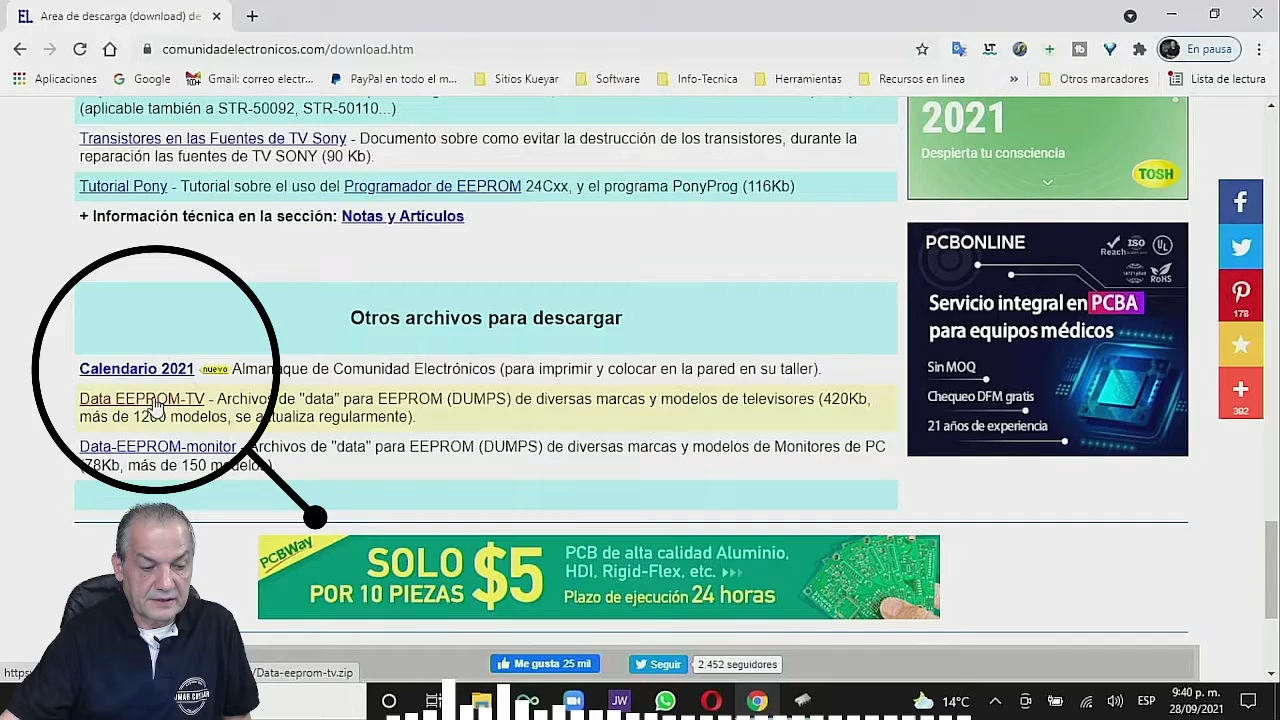 EL Area de descarga (download) de
comunidadelectronicos.com/download.htm
En pausa
Aplicaciones
Google
Gmail: correo electr...
PayPal en todo el m...
Sitios Kueyar
Software
Info-Tecnica
Herramientas
Recursos en linea
»
Otros marcadores
Lista de lectura
(aplicable también a STR-50092, STR-50110...)
Transistores en las Fuentes de TV Sony - Documento sobre como evitar la destrucción de los transistores, durante la
reparación las fuentes de TV SONY (90 Kb).
Tutorial Pony - Tutorial sobre el uso del Programador de EEPROM 24Cxx, y el programa PonyProg (116Kb)
+ Información técnica en la sección: Notas y Artículos
Otros archivos para descargar
Calendario 2021 nuevo Almanaque de Comunidad Electrónicos (para imprimir y colocar en la pared en su taller).
Data EEPROM-TV - Archivos de "data" para EEPROM (DUMPS) de diversas marcas y modelos de televisores (420Kb,
más de 1200 modelos, se actualiza regularmente).
Data-EEPROM-monitor - Archivos de "data" para EEPROM (DUMPS) de diversas marcas y modelos de Monitores de PC
(78Kb, más de 150 modelos).
2021
Despierta tu consciencia
TOSH
PCBONLINE
Reach ISO UL
RoHS
Servicio integral en PCBA
para equipos médicos
Sin MOQ
Chequeo DFM gratis
21 años de experiencia
178
392
PCBWay
SOLO
POR 10 PIEZAS
$5
PCB de alta calidad Aluminio,
HDI, Rigid-Flex, etc.
Plazo de ejecución 24 horas
Me gusta 25 mil
Seguir
2.452 seguidores
https
/Data-eeprom-tv.zip
JW
14°C
ESP
9:40 p. m.
28/09/2021